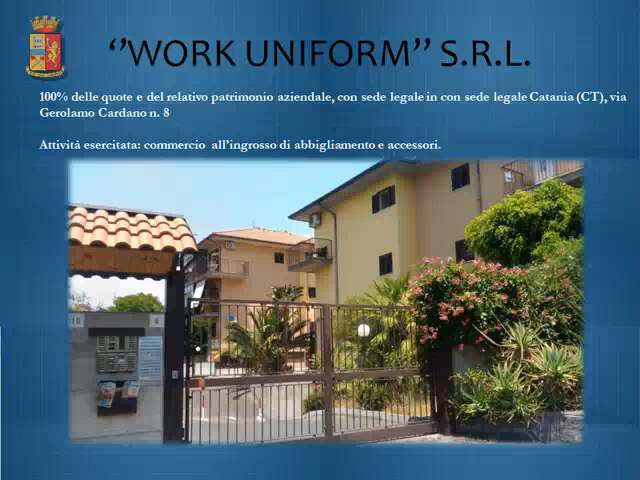 ‘’WORK UNIFORM’’ S.R.L.
100% delle quote e del relativo patrimonio aziendale, con sede legale in con sede legale Catania (CT), via
Gerolamo Cardano n. 8
Attività esercitata: commercio all’ingrosso di abbigliamento e accessori.